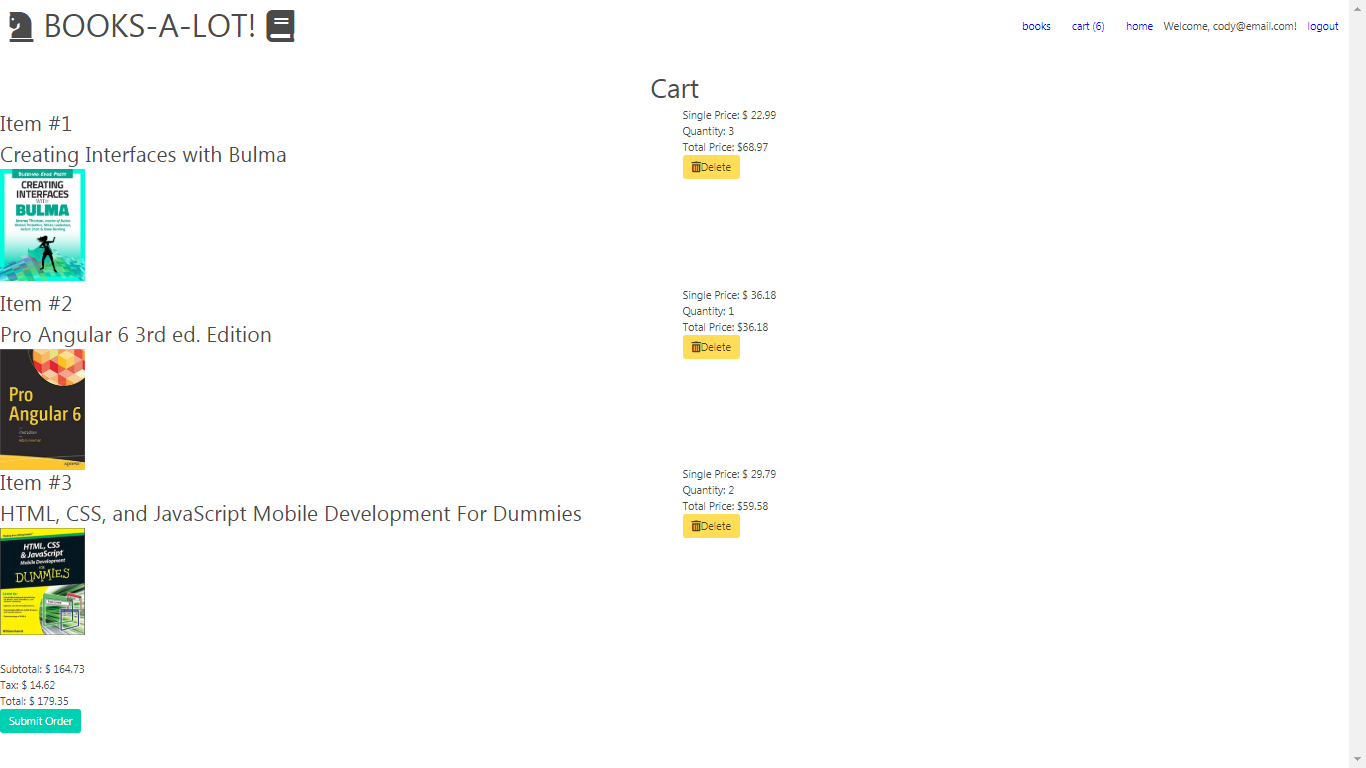 BOOKS-A-LOT!
books cart (6) home Welcome, cody@email.com! logout
Cart
Item #1
Creating Interfaces with Bulma
BLEEDING EDGE PRESS
CREATING
INTERFACES
WITH
BULMA
Single Price: $ 22.99
Quantity: 3
Total Price: $68.97
Delete
Item #2
Pro Angular 6 3rd ed. Edition
Pro
Angular 6
Single Price: $ 36.18
Quantity: 1
Total Price: $36.18
Delete
Item #3
HTML, CSS, and JavaScript Mobile Development For Dummies
HTML, CSS
& JavaScript
Mobile Development
FOR
DUMMIES
Single Price: $ 29.79
Quantity: 2
Total Price: $59.58
Delete
Subtotal: $ 164.73
Tax: $ 14.62
Total: $ 179.35
Submit Order